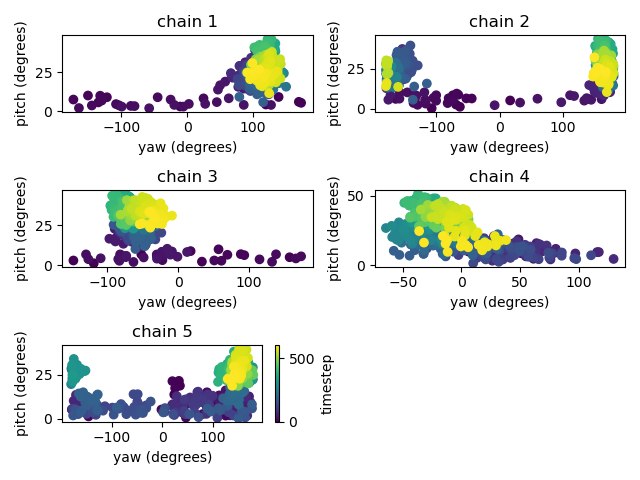 chain 1
pitch (degrees)
25
0
−100
0
100
yaw (degrees)
chain 2
pitch (degrees)
25
0
−100
0
100
yaw (degrees)
chain 3
pitch (degrees)
25
0
−100
0
100
yaw (degrees)
chain 4
pitch (degrees)
50
25
0
−50
0
50
100
yaw (degrees)
chain 5
pitch (degrees)
25
0
−100
0
100
yaw (degrees)
500
0
timestep